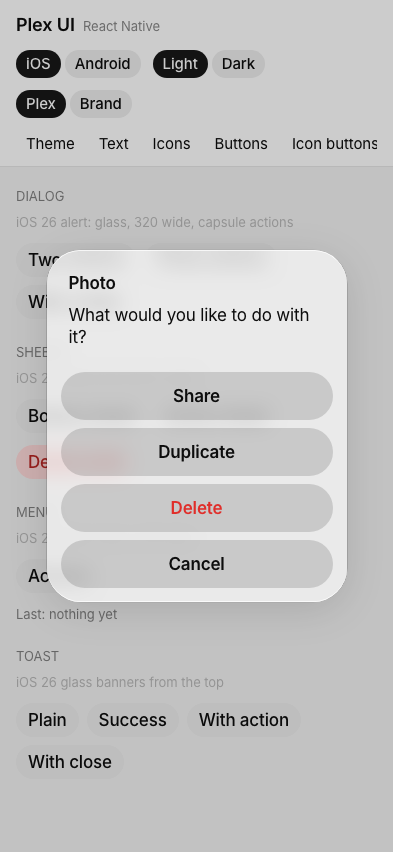 Plex UI React Native
iOS Android Light Dark
Plex Brand
Theme Text Icons Buttons Icon buttons
DIALOG
iOS 26 alert: glass, 320 wide, capsule actions
Photo
What would you like to do with
it?
Share
Duplicate
Delete
Cancel
Last: nothing yet
TOAST
iOS 26 glass banners from the top
Plain Success With action
With close